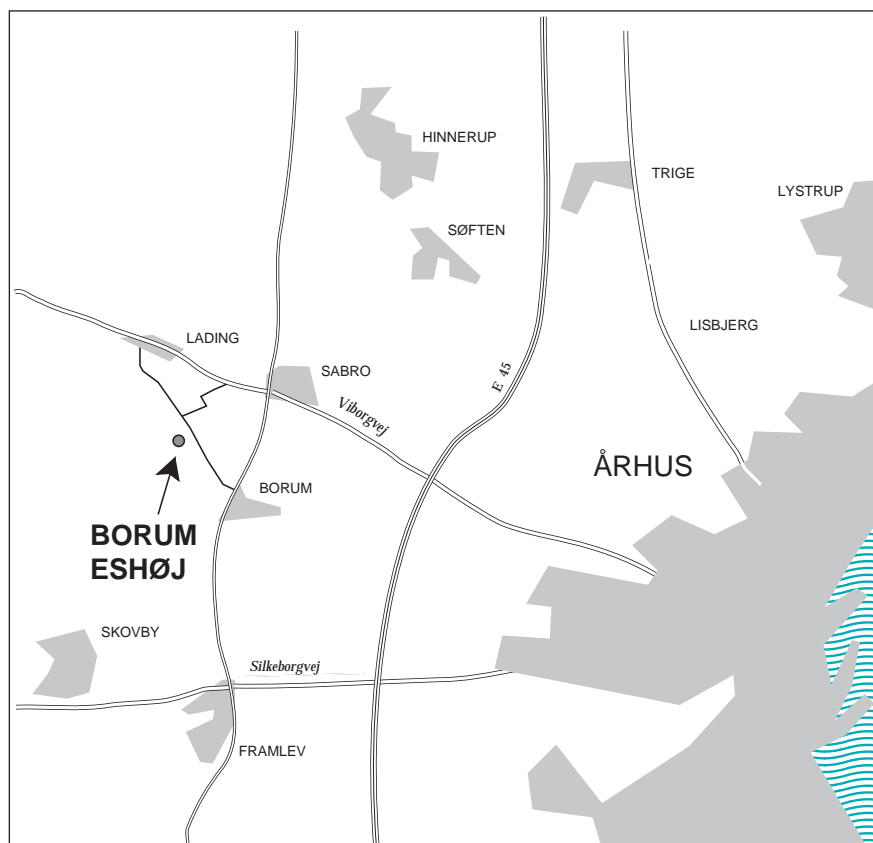 HINNERUP
TRIGE
LYSTRUP
SØFTEN
LISBJERG
LADING
SABRO
E 45
Viborgvej
ÅRHUS
BORUM
BORUM
ESHØJ
SKOVBY
Silkeborgvej
FRAMLEV